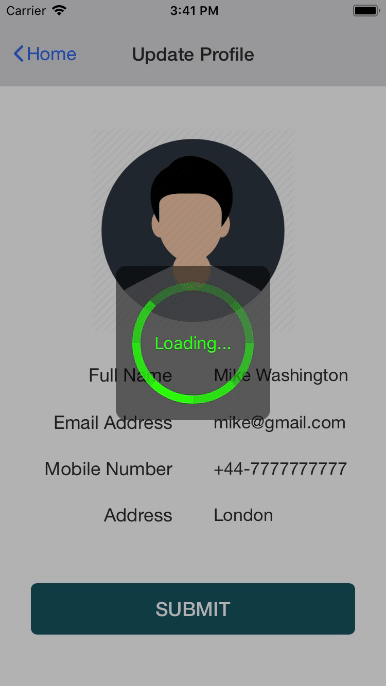 Carrier 3:41 PM
Home Update Profile
Loading...
Full Name Mike Washington
Email Address mike@gmail.com
Mobile Number +44-7777777777
Address London
SUBMIT